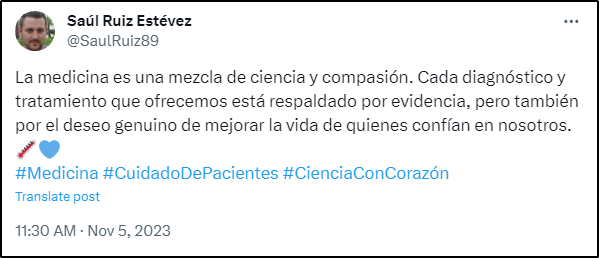 Saúl Ruiz Estévez
@SaulRuiz89
La medicina es una mezcla de ciencia y compasión. Cada diagnóstico y
tratamiento que ofrecemos está respaldado por evidencia, pero también
por el deseo genuino de mejorar la vida de quienes confían en nosotros.
🌡️💙
#Medicina #CuidadoDePacientes #CienciaConCorazón
Translate post
11:30 AM · Nov 5, 2023